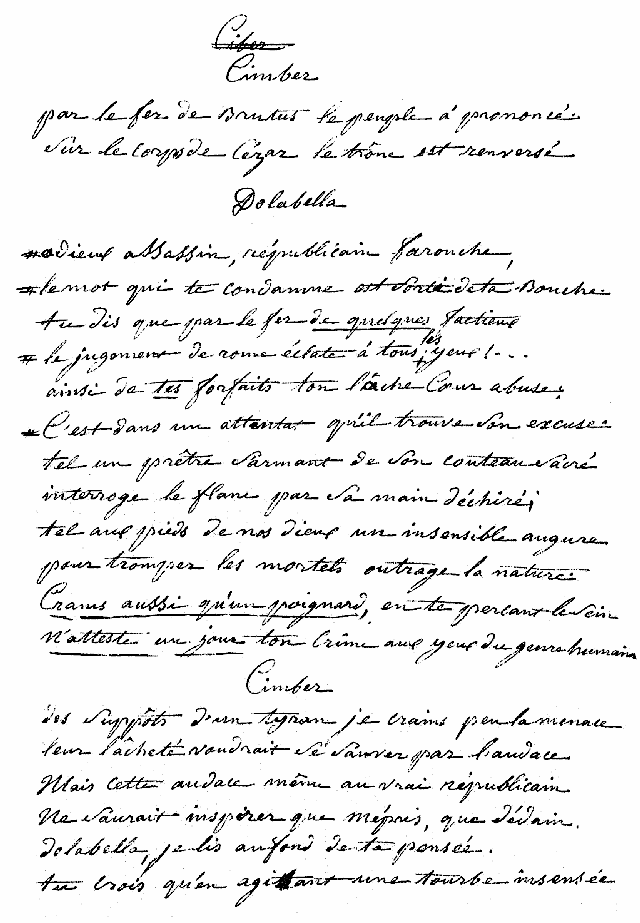 Ciber
Cimber
par le fer de Brutus le peuple á prononcé.
sur le corps de Cézar le trône est renversé
Dolabella
odieux assassin, républicain farouche,
le mot qui te condamne est sorti de ta Bouche.
tu dis que par le fer de quelques factieux
le jugement de rome éclate à tous les yeux!...
ainsi de tes forfaits ton lâche Cœur abuse;
C'est dans un attentat qu'il trouve son excuse.
tel un prêtre s'armant de son couteau sacré
interroge le flanc par sa main déchiré;
tel aux pieds de nos dieux un insensible augure
pour tromper les mortels outrage la nature.
Crains aussi qu'un poignard, en te percant le sein
N'atteste un jour ton Crime aux yeux du genre humain
Cimber
des suppôts d'un tyran je crains peu la menace
leur lâcheté voudrait se sauver par l'audace
Mais cette audace même au vrai républicain
Ne saurait inspirer que mépris, que dédain.
dolabella, je lis au fond de ta pensée.
tu crois qu'en agitant une tourbe insensée